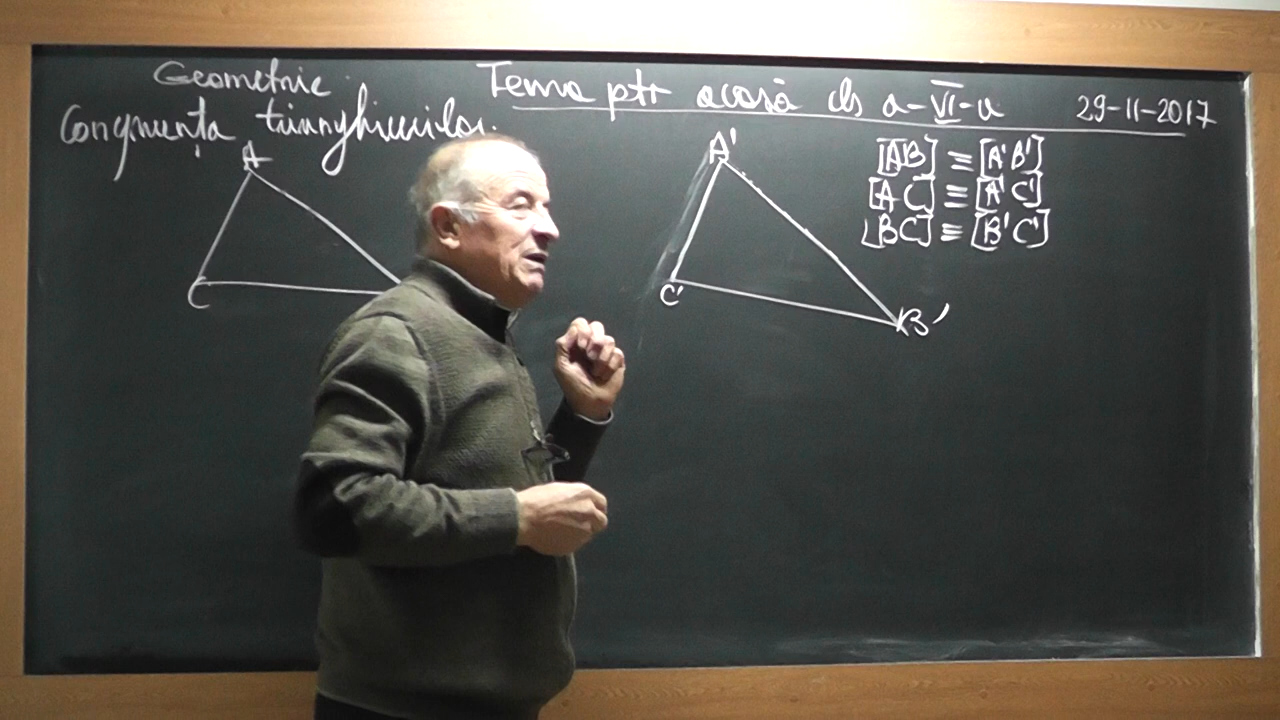 Geometrie
Tema ptr acasă cls a-VI-a
29-11-2017
Congruența triunghiurilor.
A
C
A'
C'
B'
[AB] ≡ [A'B']
[AC] ≡ [A'C']
[BC] ≡ [B'C']